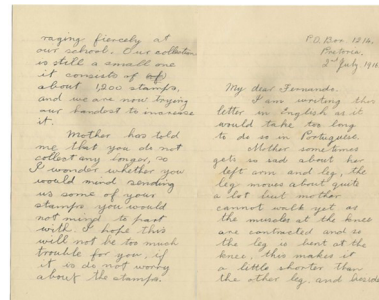 P.O. Box 1214.
Pretoria.
2nd July 1918
My dear Fernando.
I am writing this
letter in English as it
would take too long
to do so in Portuguese.
Mother sometimes
gets is sad about her
left arm and leg, the
leg moves about quite
a lot but mother
cannot walk yet as
the muscles at the knee
are contracted and so
the leg is bent at the
knee, this makes it
a little shorter than
the other leg and besides
raging fiercely at
our school. Our collection
is still a small one
it consists of
about 1,200 stamps,
and we are now trying
our hardest to increase
it.
Mother has told
me that you do not
collect any longer, so
I wonder whether you
would mind sending
us some of your
stamps you would
not mind to part
with. I hope this
will not be too much
trouble for you, if
it is do not worry
about the stamps.